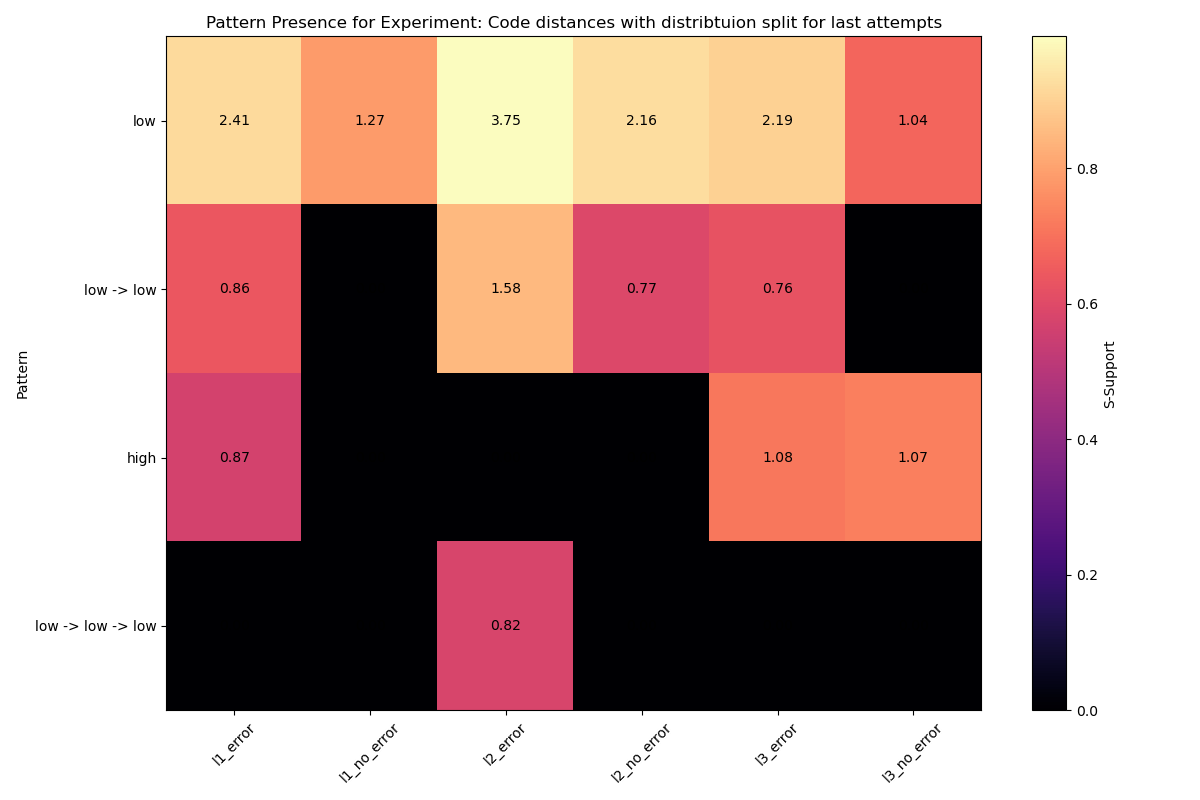 Pattern Presence for Experiment: Code distances with distribtuion split for last attempts
low
2.41 1.27 3.75 2.16 2.19 1.04
low -> low
0.86 1.58 0.77 0.76
high
0.87 1.08 1.07
low -> low -> low
0.82
Pattern
l1_error l1_no_error l2_error l2_no_error l3_error l3_no_error
0.8
0.6
0.4
0.2
0.0
S-Support